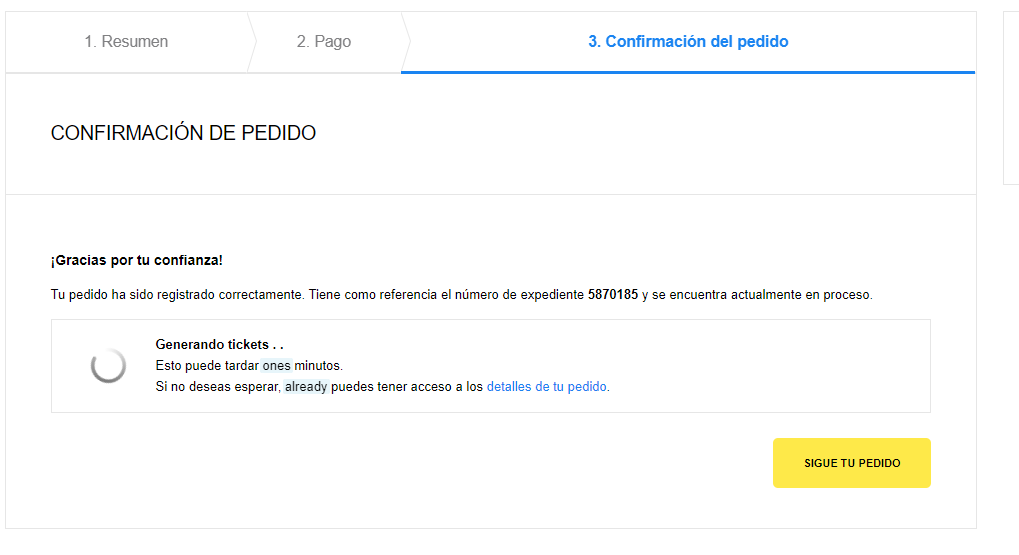 1. Resumen
2. Pago
3. Confirmación del pedido
CONFIRMACIÓN DE PEDIDO
¡Gracias por tu confianza!
Tu pedido ha sido registrado correctamente. Tiene como referencia el número de expediente 5870185 y se encuentra actualmente en proceso.
Generando tickets . .
Esto puede tardar ones minutos.
Si no deseas esperar, already puedes tener acceso a los detalles de tu pedido.
SIGUE TU PEDIDO